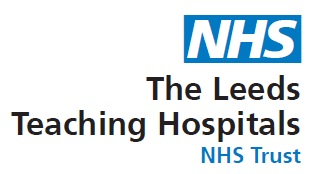 NHS
The Leeds
Teaching Hospitals
NHS Trust